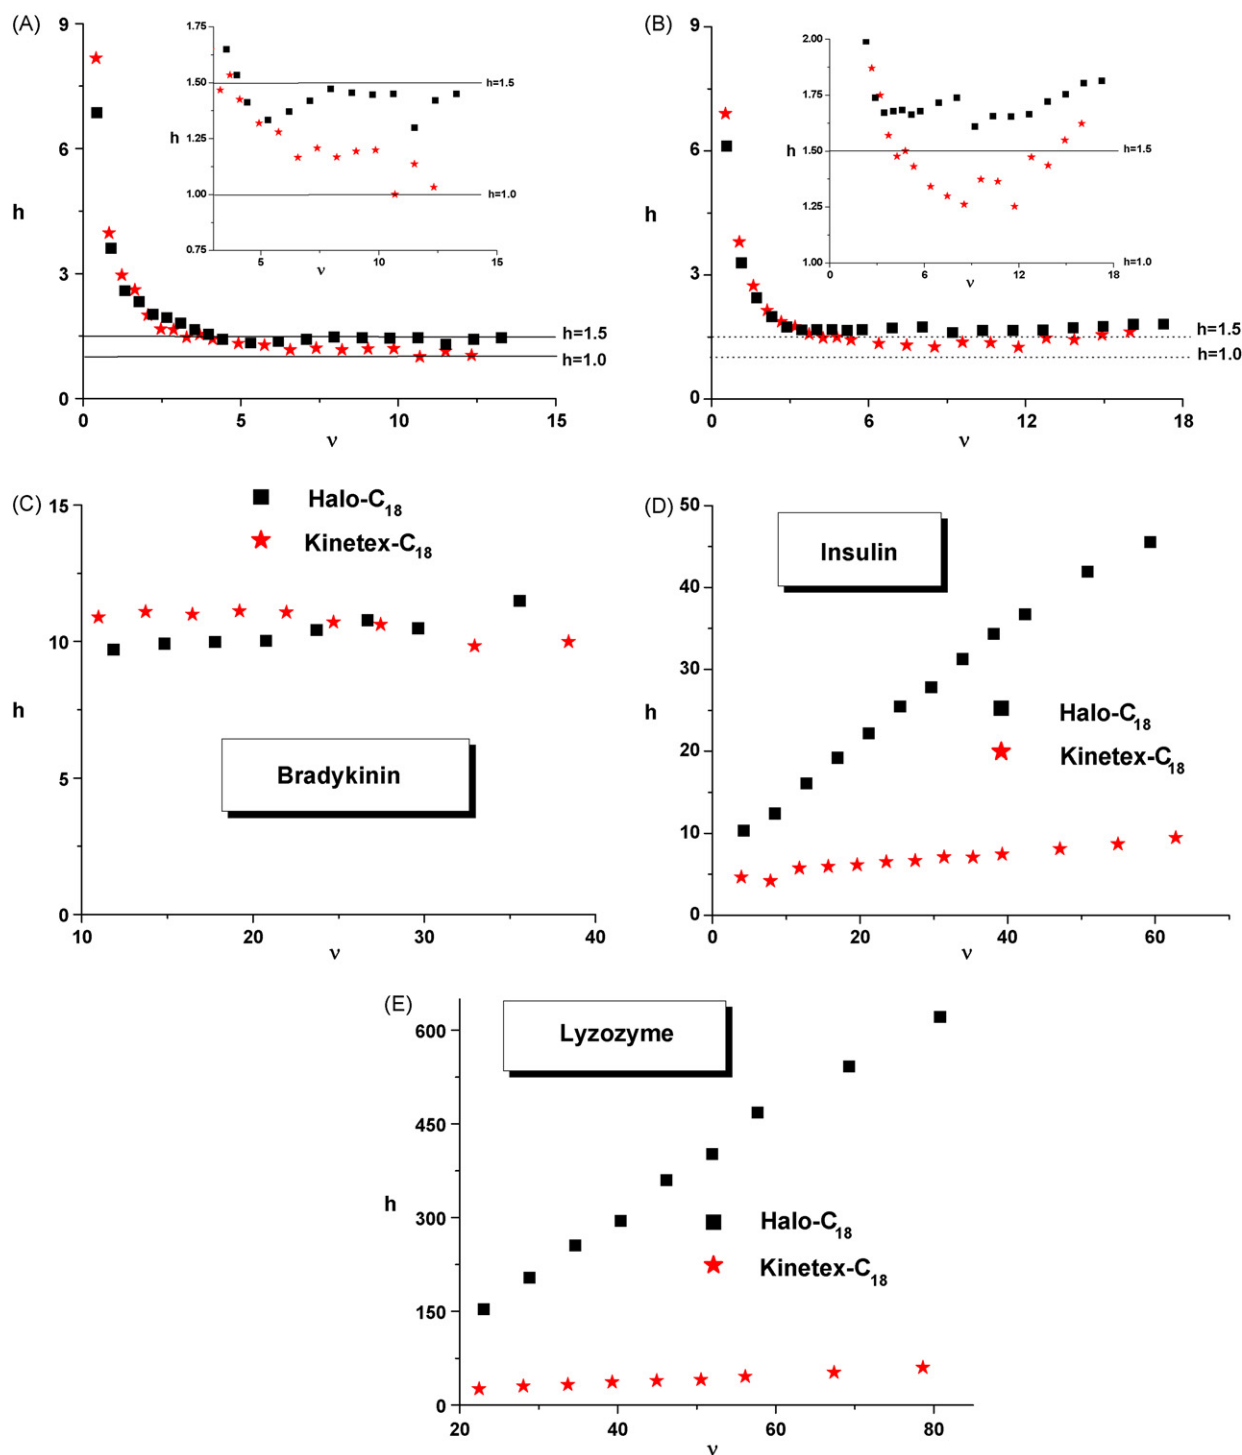 (A)
9
6
3
0
h
0
5
10
15
ν
h=1.5
h=1.0
1.75
1.50
1.25
1.00
0.75
h
5
10
15
ν
h=1.5
h=1.0
(B)
9
6
3
0
h
0
6
12
18
ν
h=1.5
h=1.0
2.00
1.75
1.50
1.25
1.00
h
0
6
12
18
ν
h=1.5
h=1.0
(C)
Halo-C18
Kinetex-C18
15
10
5
0
h
Bradykinin
10
20
30
40
ν
(D)
50
40
30
20
10
0
h
Insulin
Halo-C18
Kinetex-C18
0
20
40
60
ν
(E)
600
450
300
150
0
h
Lyzozyme
Halo-C18
Kinetex-C18
20
40
60
80
ν